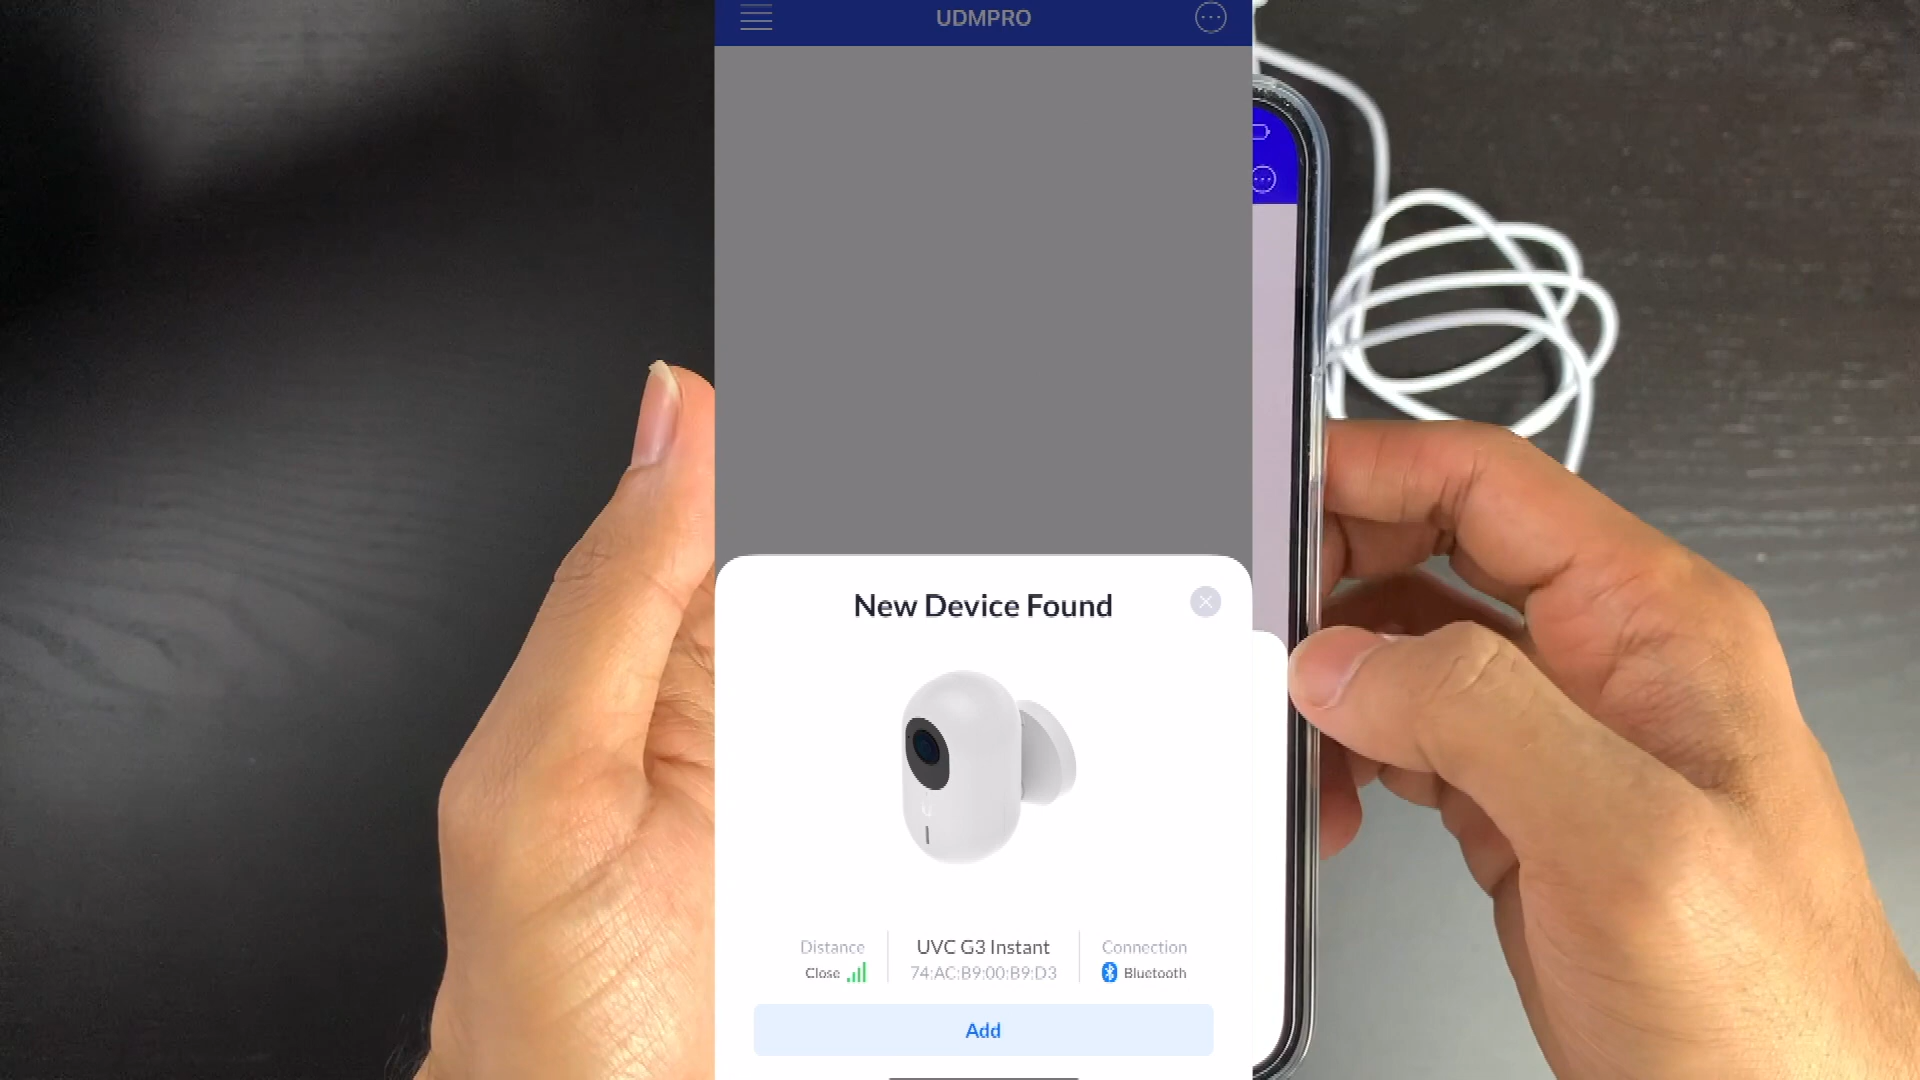 UDMPRO
New Device Found
Distance
Close
UVC G3 Instant
74:AC:B9:00:B9:D3
Connection
Bluetooth
Add